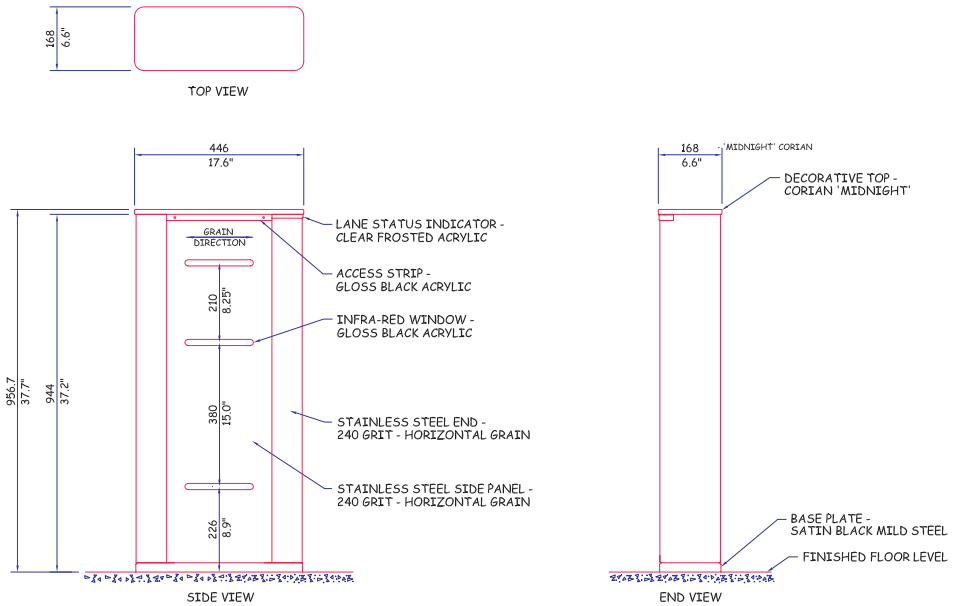 168
6.6"
TOP VIEW
446
17.6"
168
6.6"
- 'MIDNIGHT' CORIAN
DECORATIVE TOP -
CORIAN 'MIDNIGHT'
LANE STATUS INDICATOR -
CLEAR FROSTED ACRYLIC
GRAIN
DIRECTION
ACCESS STRIP -
GLOSS BLACK ACRYLIC
210
8.25"
INFRA-RED WINDOW -
GLOSS BLACK ACRYLIC
956.7
37.7"
944
37.2"
380
15.0"
STAINLESS STEEL END -
240 GRIT - HORIZONTAL GRAIN
STAINLESS STEEL SIDE PANEL -
240 GRIT - HORIZONTAL GRAIN
226
8.9"
BASE PLATE -
SATIN BLACK MILD STEEL
FINISHED FLOOR LEVEL
SIDE VIEW
END VIEW